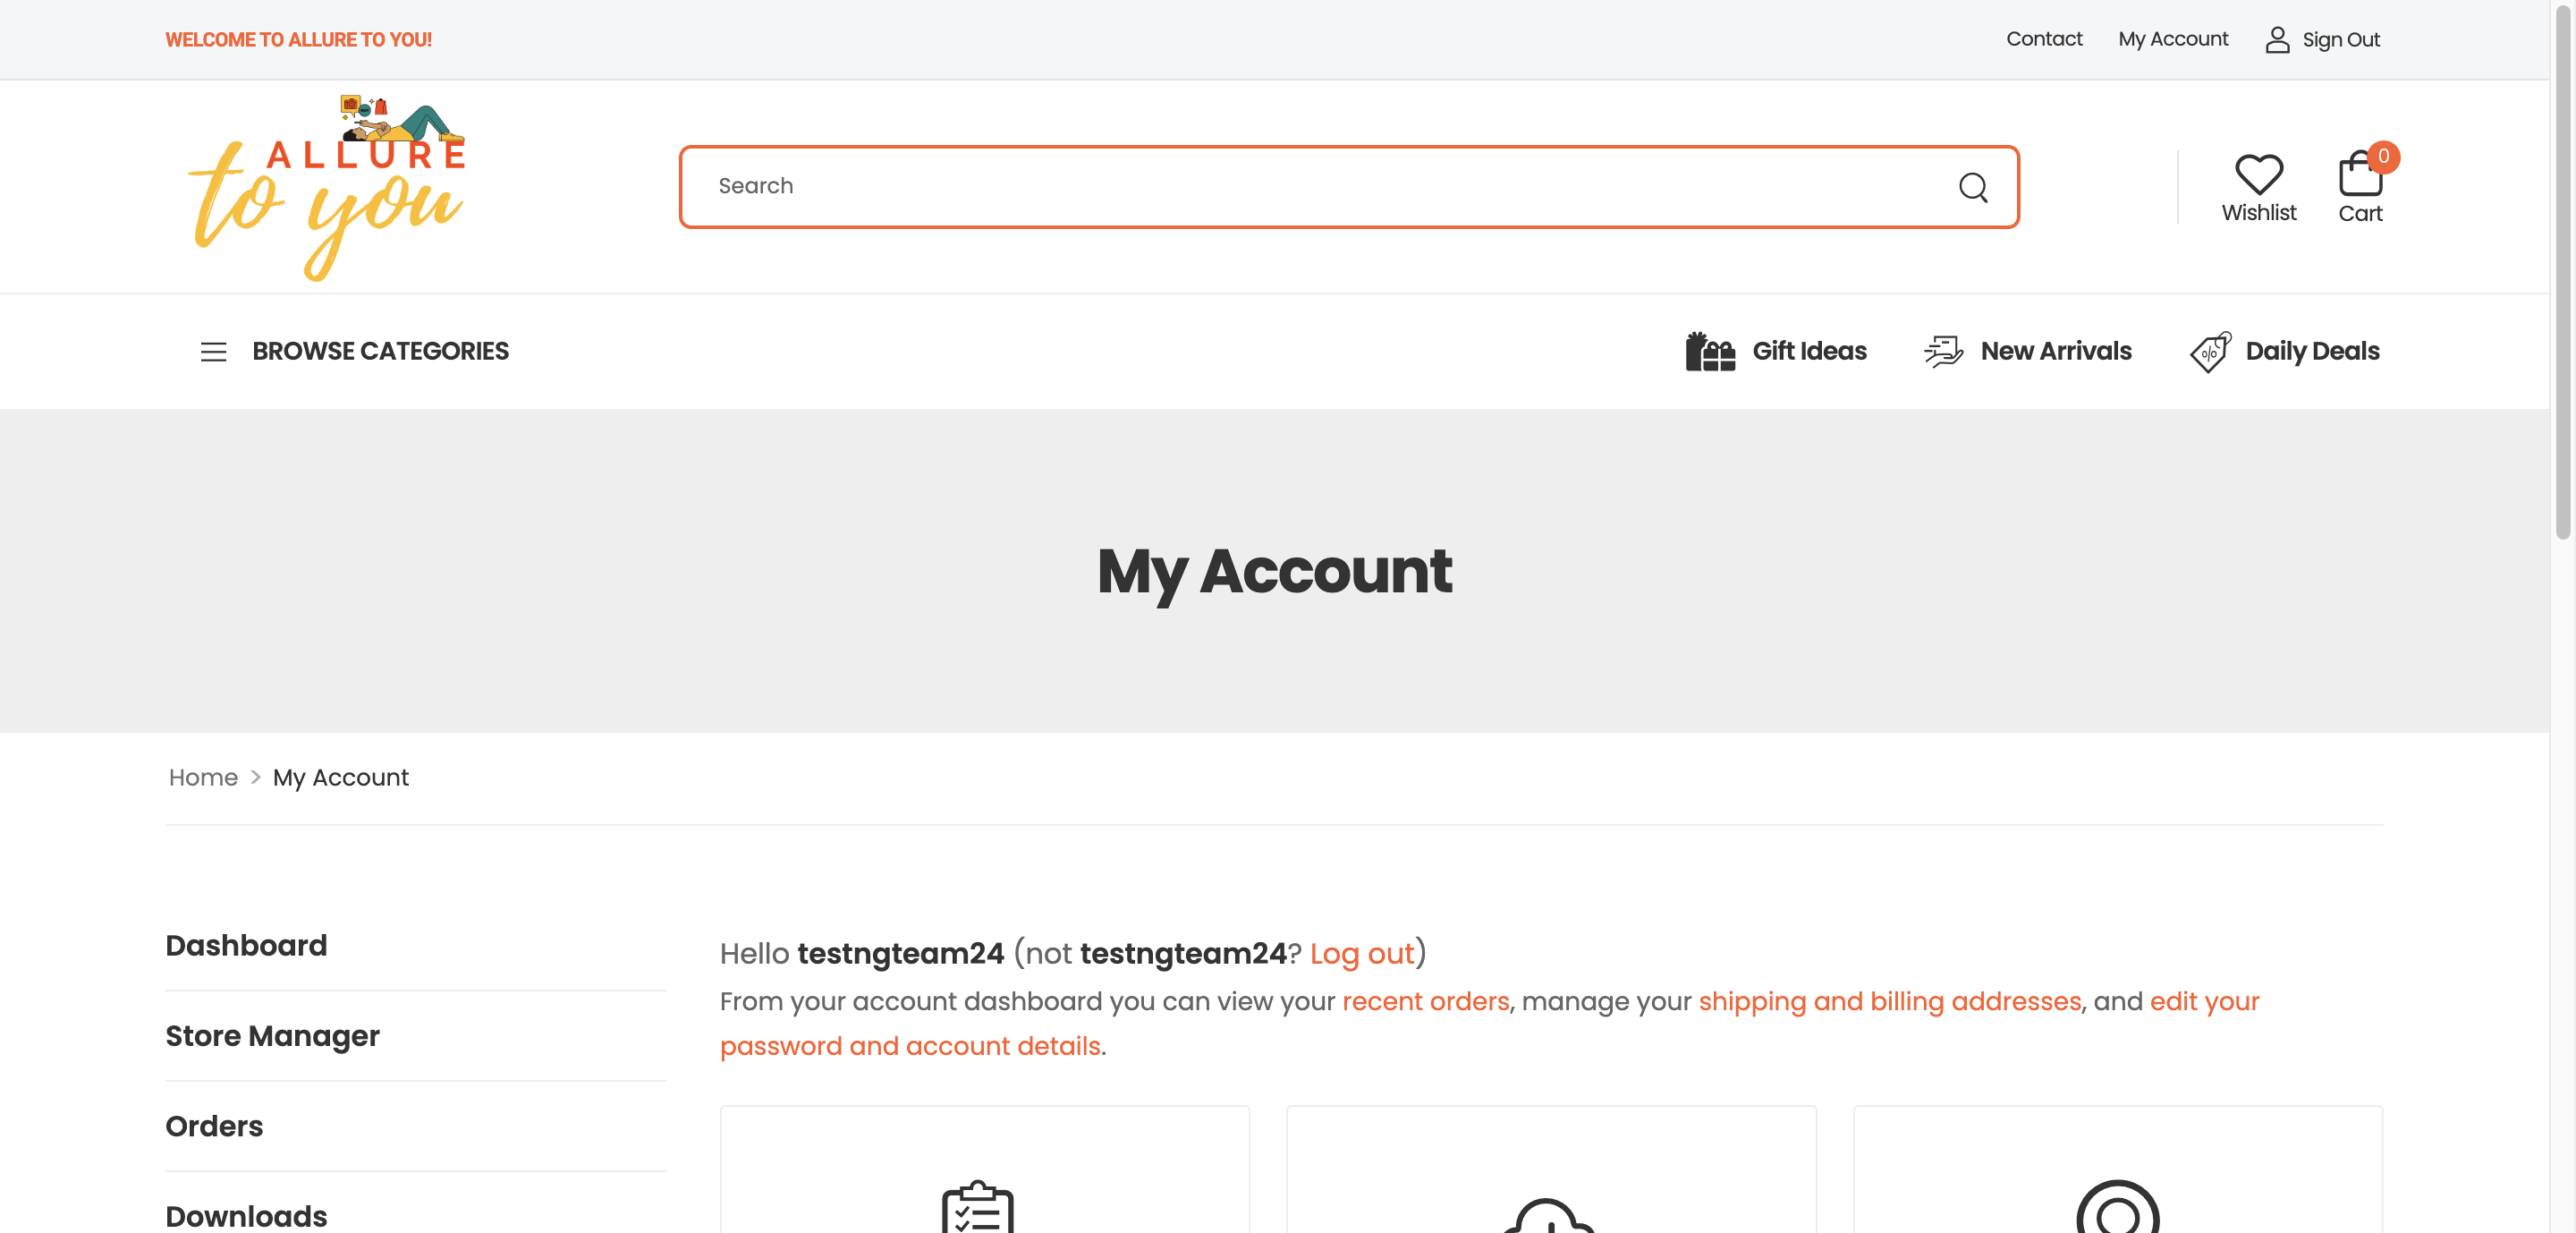 WELCOME TO ALLURE TO YOU!
Contact
My Account
Sign Out
ALLURE
to you
Search
0
Wishlist
Cart
BROWSE CATEGORIES
Gift Ideas
New Arrivals
Daily Deals
My Account
Home > My Account
Dashboard
Store Manager
Orders
Downloads
Hello testngteam24 (not testngteam24? Log out)
From your account dashboard you can view your recent orders, manage your shipping and billing addresses, and edit your
password and account details.